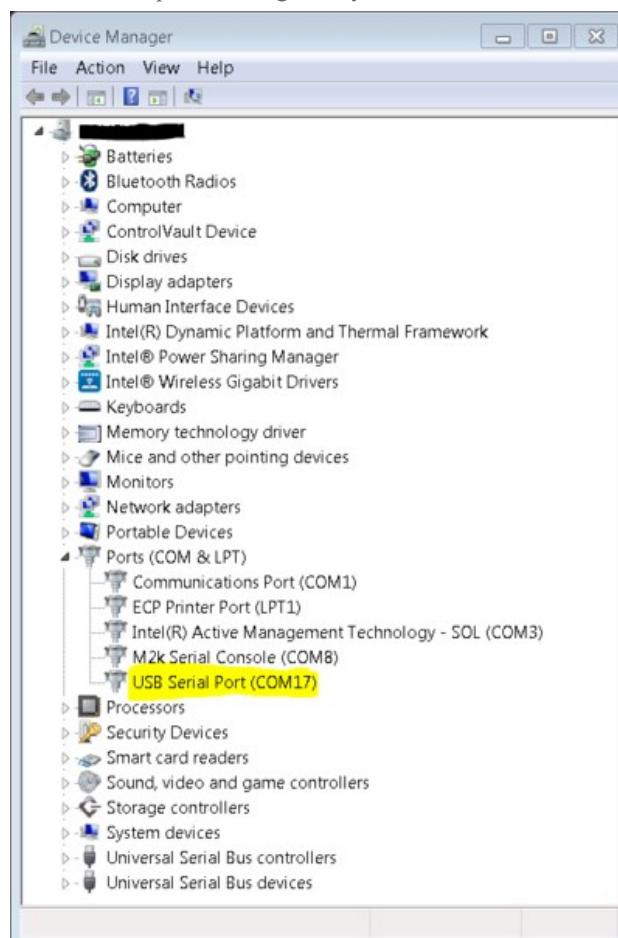 Device Manager
File Action View Help
Batteries
Bluetooth Radios
Computer
ControlVault Device
Disk drives
Display adapters
Human Interface Devices
Intel(R) Dynamic Platform and Thermal Framework
Intel® Power Sharing Manager
Intel® Wireless Gigabit Drivers
Keyboards
Memory technology driver
Mice and other pointing devices
Monitors
Network adapters
Portable Devices
Ports (COM & LPT)
Communications Port (COM1)
ECP Printer Port (LPT1)
Intel(R) Active Management Technology - SOL (COM3)
M2k Serial Console (COM8)
USB Serial Port (COM17)
Processors
Security Devices
Smart card readers
Sound, video and game controllers
Storage controllers
System devices
Universal Serial Bus controllers
Universal Serial Bus devices